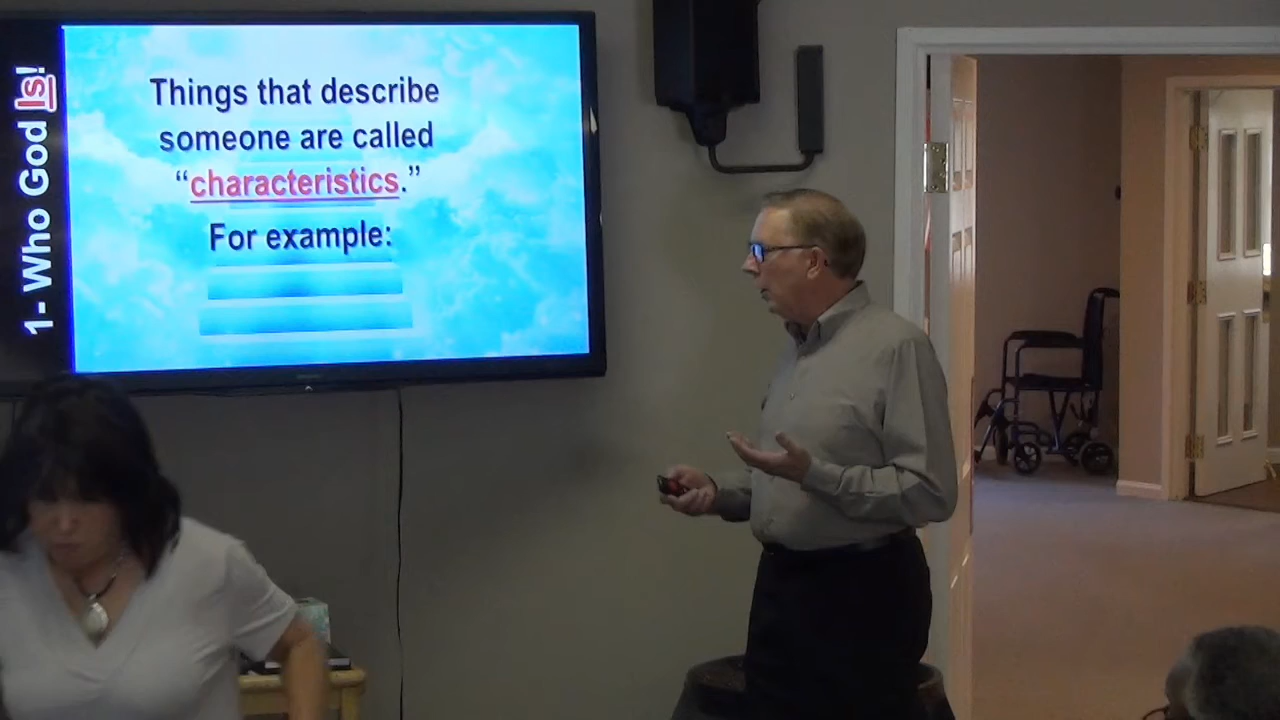 1- Who God Is!
Things that describe
someone are called
“characteristics.”
For example: